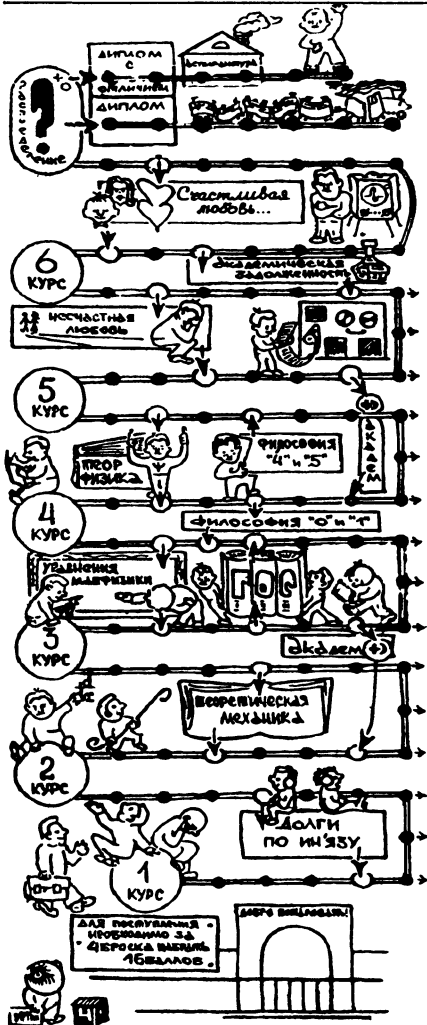 Распределение
?
+
-
0
ДИПЛОМ
С
ОТЛИЧИЕМ
АСПИРАНТУРА
ДИПЛОМ
Счастливая
любовь...
6
КУРС
АКАДЕМИЧЕСКАЯ
ЗАДОЛЖЕННОСТЬ
НЕСЧАСТНАЯ
ЛЮБОВЬ
5
КУРС
АКАДЕМ
ТЕОР
ФИЗИКА
ФИЛОСОФИЯ
"4" И "5"
4
КУРС
ФИЛОСОФИЯ "0" И "1"
УРАВНЕНИЯ
МАТФИЗИКИ
ГОС
3
КУРС
академ
ТЕОРЕТИЧЕСКАЯ
МЕХАНИКА
2
КУРС
ДОЛГИ
ПО ИН'ЯЗУ
1
КУРС
ДЛЯ ПОСТУПЛЕНИЯ
НЕОБХОДИМО ЗА
4 БРОСКА НАБРАТЬ
16 БАЛЛОВ.
ДОБРО ПОЖАЛОВАТЬ!